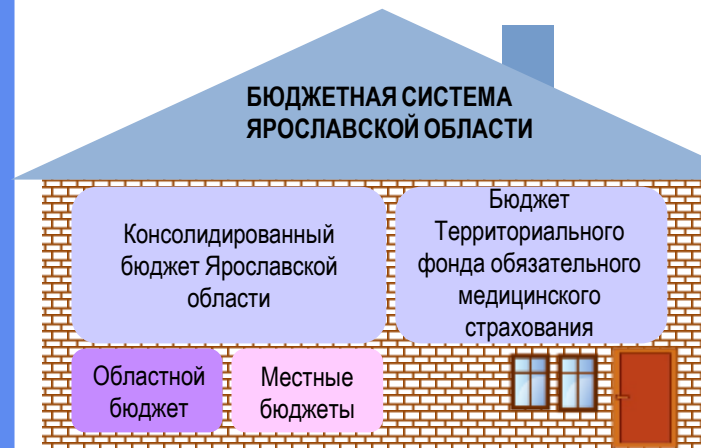 БЮДЖЕТНАЯ СИСТЕМА
ЯРОСЛАВСКОЙ ОБЛАСТИ
Консолидированный
бюджет Ярославской
области
Бюджет
Территориального
фонда обязательного
медицинского
страхования
Областной
бюджет
Местные
бюджеты